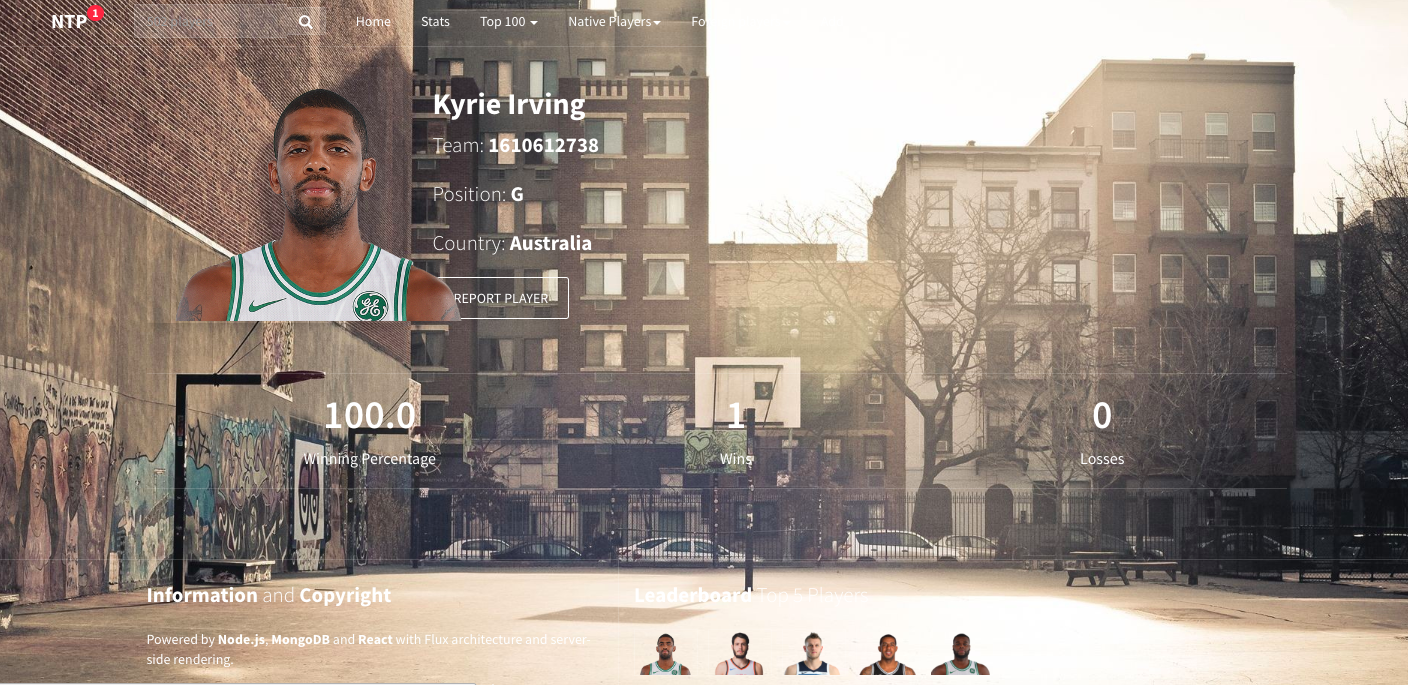 NTP 1
Home Stats Top 100 Native Players
Kyrie Irving
Team: 1610612738
Position: G
Country: Australia
REPORT PLAYER
GE
100.0 1 0
Winning Percentage Wins Losses
Information and Copyright
Leaderboard Top 5 Players
Powered by Node.js, MongoDB and React with Flux architecture and server-
side rendering.